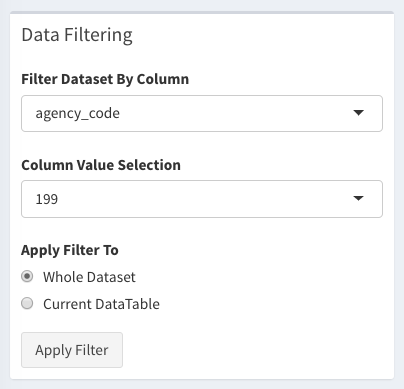 Data Filtering
Filter Dataset By Column
agency_code
Column Value Selection
199
Apply Filter To
Whole Dataset
Current DataTable
Apply Filter